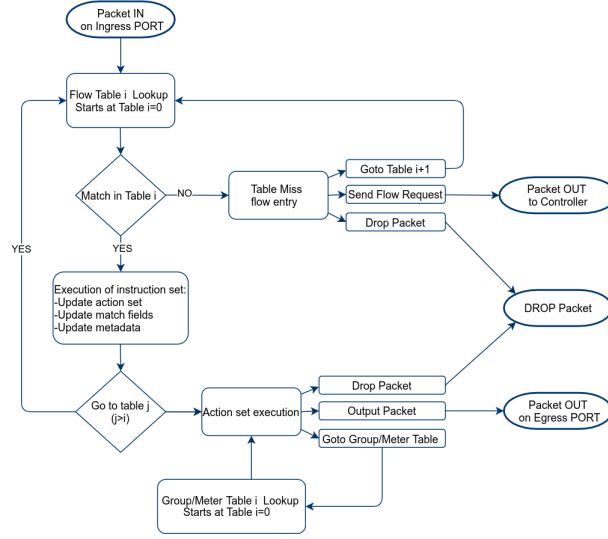 Packet IN
on Ingress PORT
Flow Table i Lookup
Starts at Table i=0
Match in Table i
NO
Table Miss
flow entry
Goto Table i+1
Send Flow Request
Drop Packet
Packet OUT
to Controller
YES
YES
Execution of instruction set:
-Update action set
-Update match fields
-Update metadata
DROP Packet
Go to table j
(j>i)
Action set execution
Drop Packet
Output Packet
Goto Group/Meter Table
Packet OUT
on Egress PORT
Group/Meter Table i Lookup
Starts at Table i=0